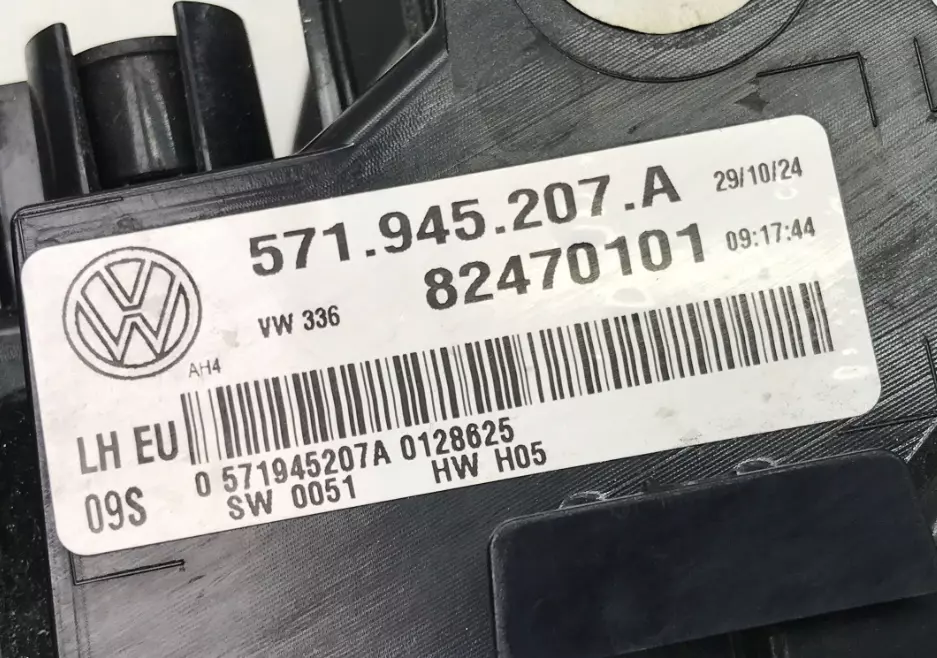 571.945.207.A 29/10/24
82470101 09:17:44
VW 336
AH4
LH EU
0 571945207A 0128625
09S SW 0051 HW H05